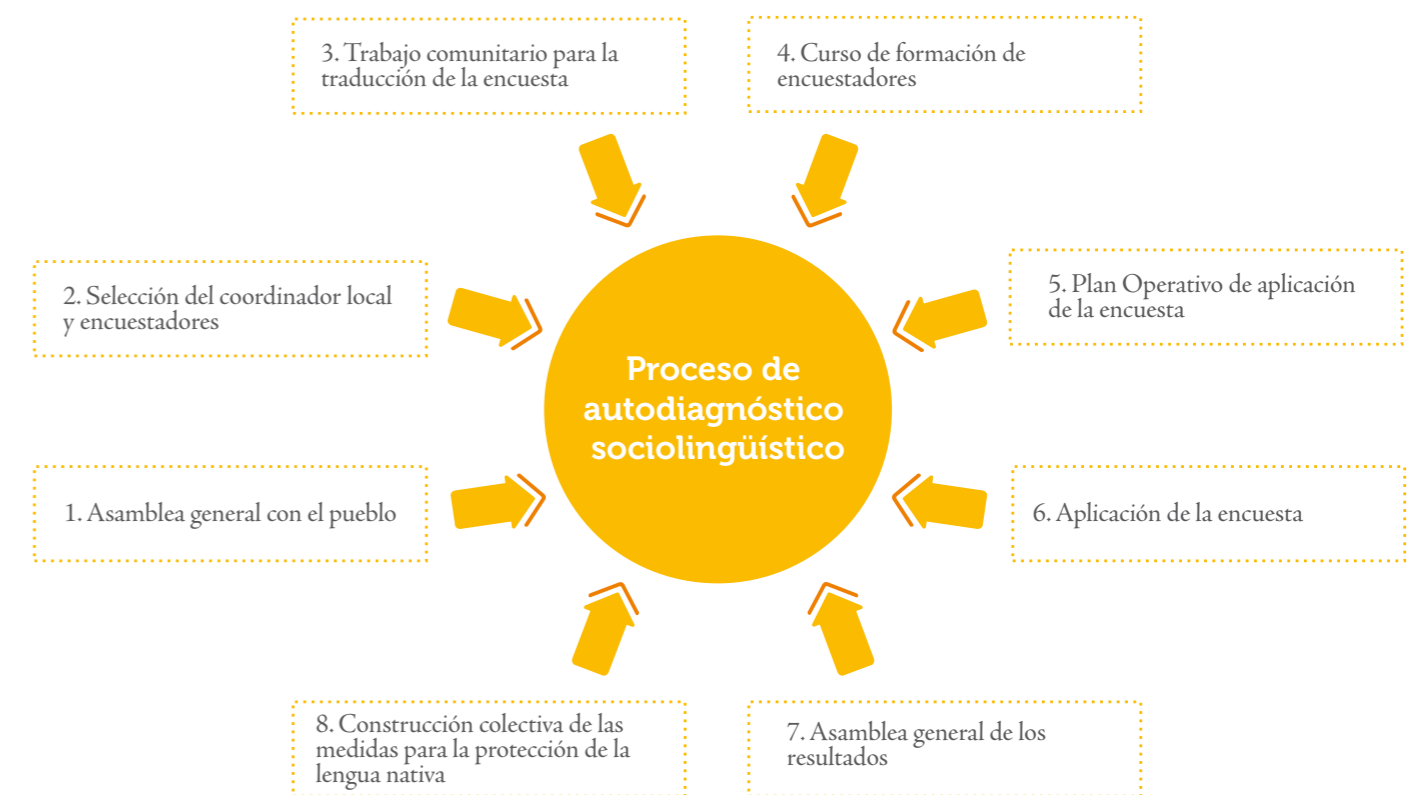 3. Trabajo comunitario para la
traducción de la encuesta
4. Curso de formación de
encuestadores
2. Selección del coordinador local
y encuestadores
5. Plan Operativo de aplicación
de la encuesta
Proceso de
autodiagnóstico
sociolingüístico
1. Asamblea general con el pueblo
6. Aplicación de la encuesta
8. Construcción colectiva de las
medidas para la protección de la
lengua nativa
7. Asamblea general de los
resultados